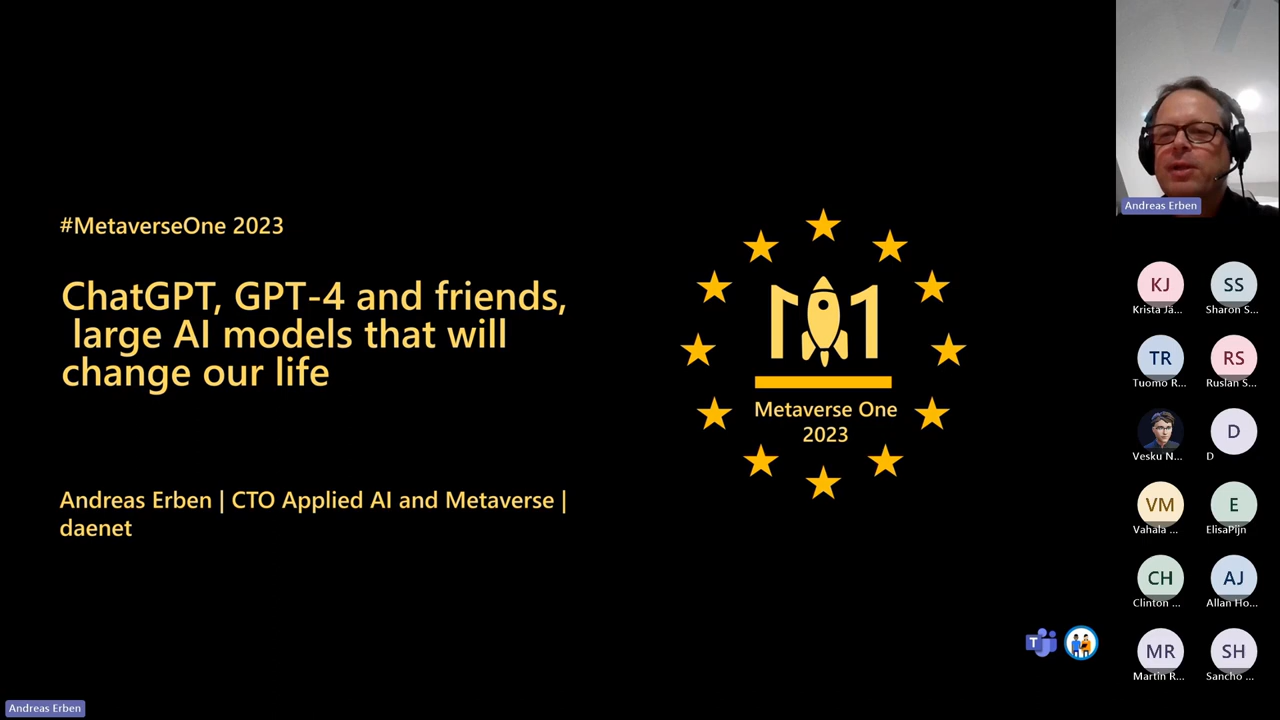 #MetaverseOne 2023
ChatGPT, GPT-4 and friends,
large AI models that will
change our life
Andreas Erben | CTO Applied AI and Metaverse |
daenet
Metaverse One
2023
T
Andreas Erben
Andreas Erben
KJ
SS
Krista Jä...
Sharon S...
TR
RS
Tuomo R...
Ruslan S...
D
Vesku N...
D
VM
E
Vahala ...
ElisaPijn
CH
AJ
Clinton ...
Allan Ho...
MR
SH
Martin R...
Sancho ...